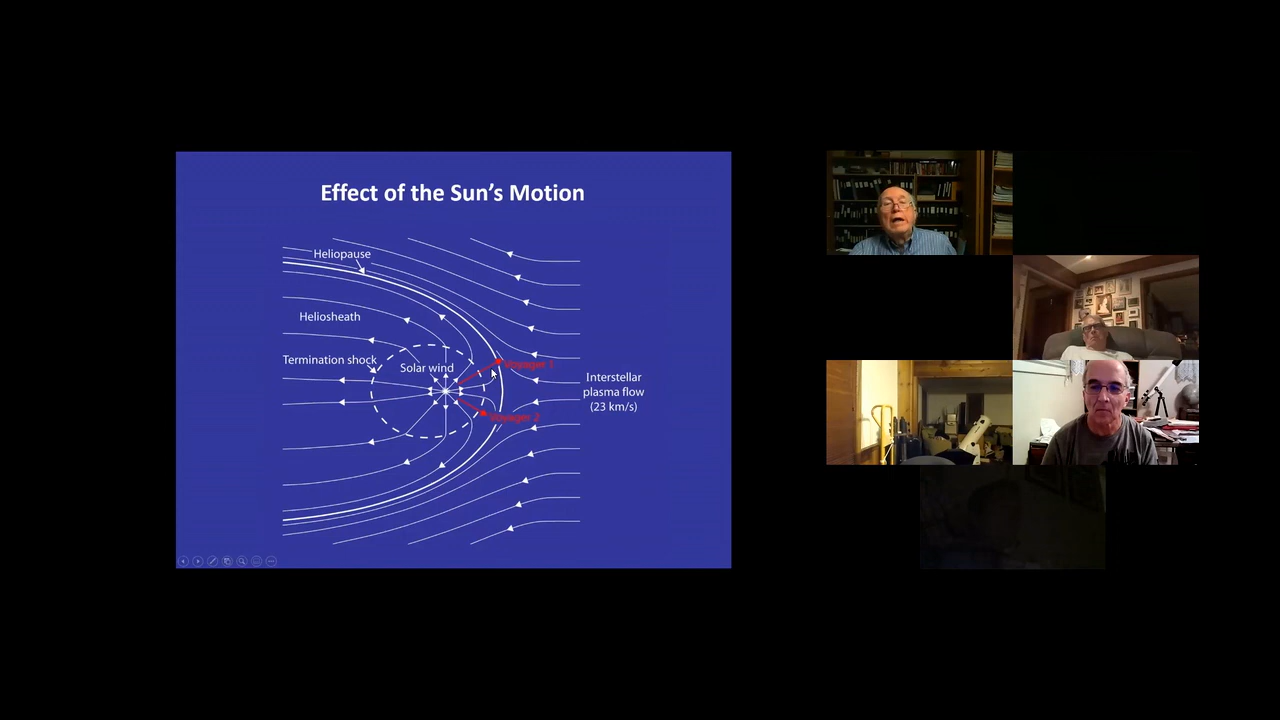 Effect of the Sun's Motion
Heliopause
Heliosheath
Termination shock
Solar wind
Voyager 1
Voyager 2
Interstellar
plasma flow
(23 km/s)